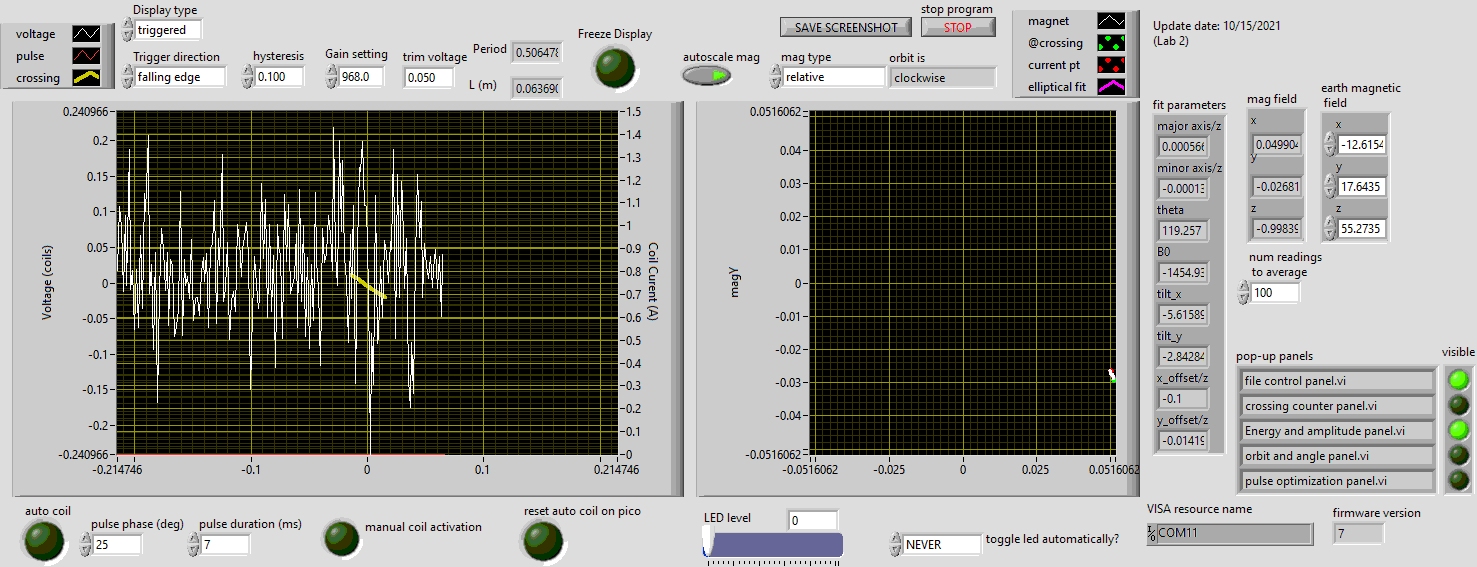 voltage
pulse
crossing
Display type
triggered
Trigger direction
falling edge
hysteresis
0.100
Gain setting
968.0
trim voltage
0.050
Period
0.506478
L (m)
0.063690
Freeze Display
autoscale mag
SAVE SCREENSHOT
stop program
STOP
mag type
relative
orbit is
clockwise
magnet
@crossing
current pt
elliptical fit
Update date: 10/15/2021
(Lab 2)
Voltage (coils)
0.240966
0.2
0.15
0.1
0.05
0
-0.05
-0.1
-0.15
-0.2
-0.240966
-0.214746
-0.1
0
0.1
0.214746
1.5
1.4
1.3
1.2
1.1
1
0.9
0.8
0.7
0.6
0.5
0.4
0.3
0.2
0.1
0
Coil Curent (A)
magy
0.0516062
0.04
0.03
0.02
0.01
0
-0.01
-0.02
-0.03
-0.04
-0.0516062
-0.0516062
-0.025
0
0.025
0.0516062
fit parameters
major axis/z
0.000566
minor axis/z
-0.00013
theta
119.257
B0
-1454.93
tilt_x
-5.61589
tilt_y
-2.84284
x_offset/z
-0.1
y_offset/z
-0.01419
mag field
x
0.04990
y
-0.02681
z
-0.99839
earth magnetic
field
x
-12.6154
y
17.6435
z
55.2735
num readings
to average
100
pop-up panels
visible
file control panel.vi
crossing counter panel.vi
Energy and amplitude panel.vi
orbit and angle panel.vi
pulse optimization panel.vi
auto coil
pulse phase (deg)
25
pulse duration (ms)
7
manual coil activation
reset auto coil on pico
LED level
0
NEVER
toggle led automatically?
VISA resource name
COM11
firmware version
7